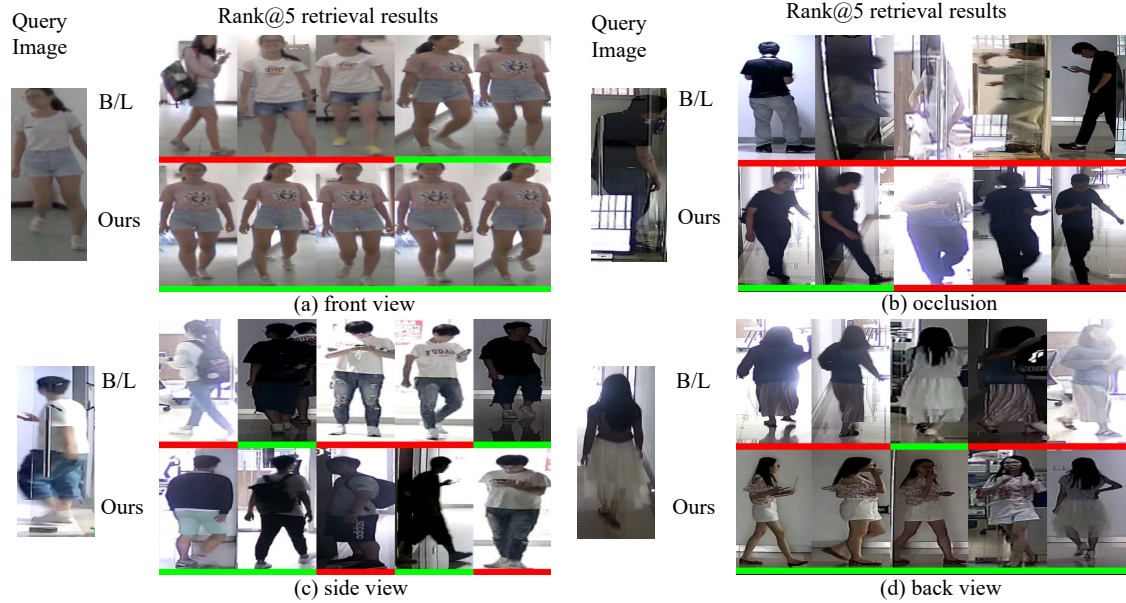 Query
Image
Rank@5 retrieval results
B/L
Ours
(a) front view
Query
Image
Rank@5 retrieval results
B/L
Ours
(b) occlusion
B/L
FUDAN
Ours
(c) side view
B/L
Ours
(d) back view